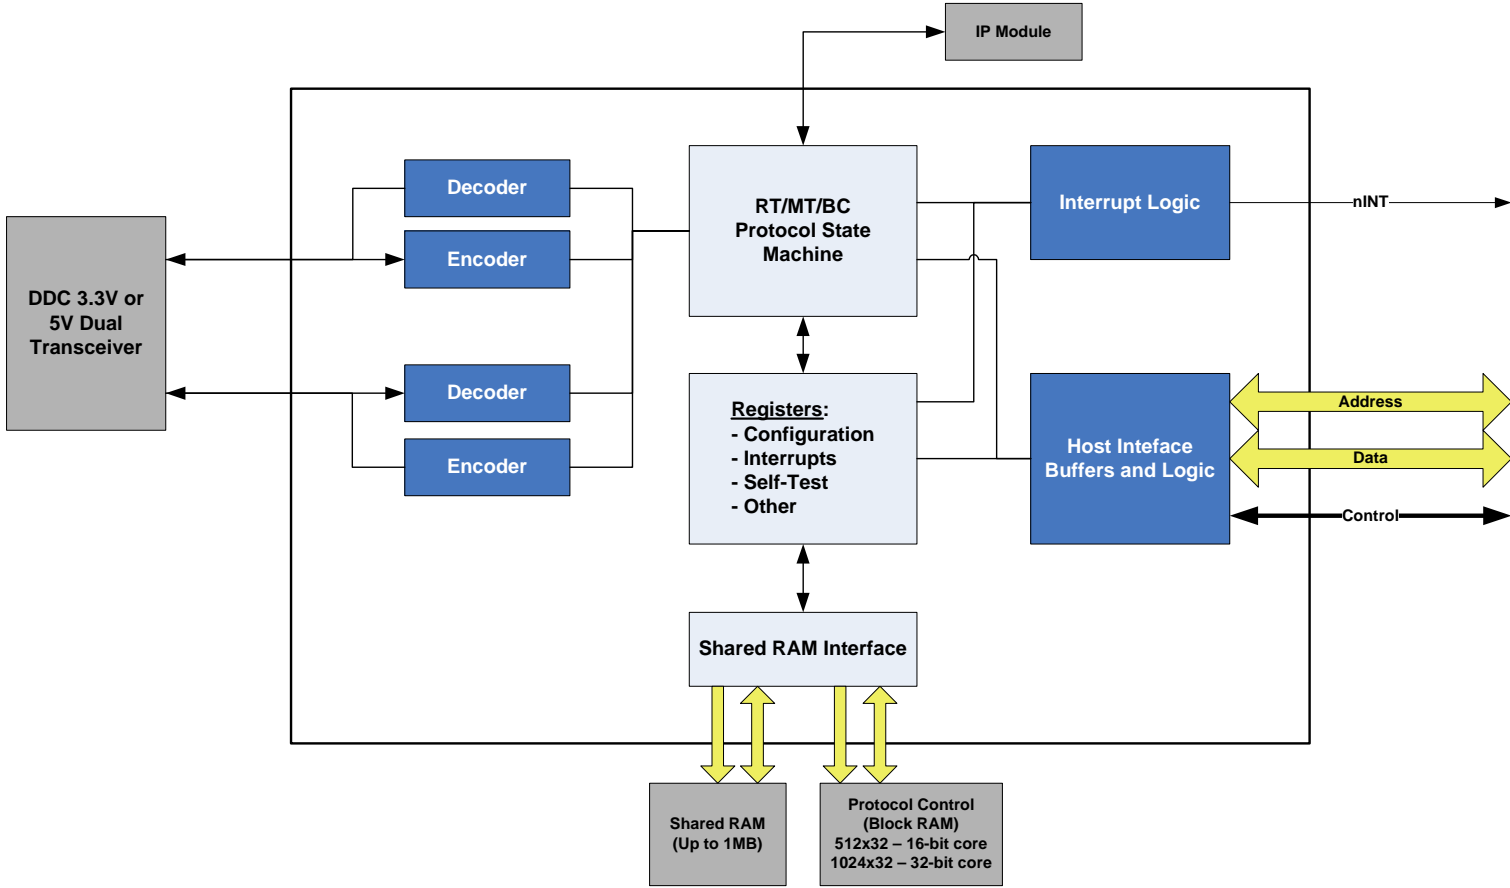 IP Module
Decoder
Encoder
DDC 3.3V or
5V Dual
Transceiver
Decoder
Encoder
RT/MT/BC
Protocol State
Machine
Interrupt Logic
nINT
Registers:
- Configuration
- Interrupts
- Self-Test
- Other
Host Inteface
Buffers and Logic
Address
Data
Control
Shared RAM Interface
Shared RAM
(Up to 1MB)
Protocol Control
(Block RAM)
512x32 – 16-bit core
1024x32 – 32-bit core